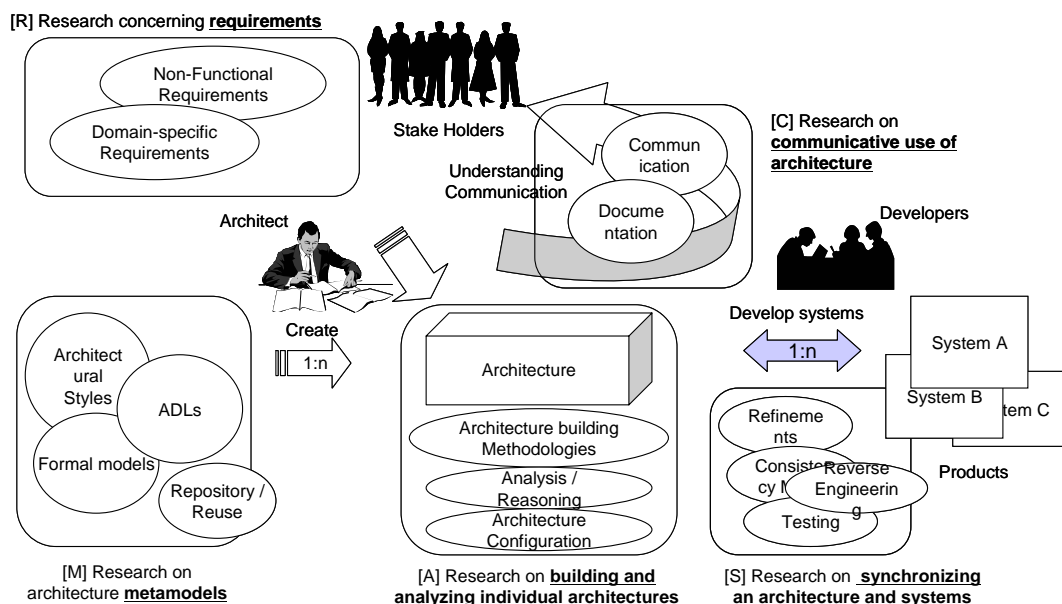 [R] Research concerning requirements
Non-Functional
Requirements
Domain-specific
Requirements
Stake Holders
Understanding
Communication
Commun
ication
Docume
ntation
[C] Research on
communicative use of
architecture
Architect
Developers
Create
1:n
Develop systems
1:n
Architect
ural
Styles
ADLs
Formal models
Repository /
Reuse
Architecture
Architecture building
Methodologies
Analysis /
Reasoning
Architecture
Configuration
System A
System B
tem C
Products
Refineme
nts
Consiste
cy M
Reverse
Engineerin
g
Testing
[M] Research on
architecture metamodels
[A] Research on building and
analyzing individual architectures
[S] Research on synchronizing
an architecture and systems